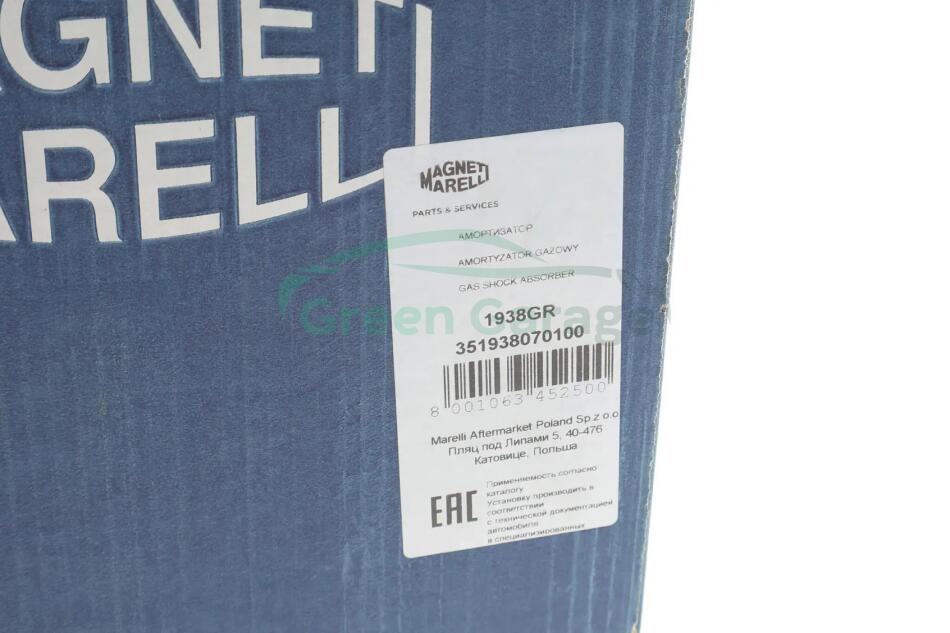 AGNETI
ARELLI
MAGNETI
MARELLI
PARTS & SERVICES
АМОРТИЗАТОР
AMORTYZATOR GAZOWY
GAS SHOCK ABSORBER
Green Garage
1938GR
351938070100
8 001063 452500
Marelli Aftermarket Poland Sp.z o.o
Пляц под Липами 5, 40-476
Катовице, Польша
EAC
Применяемость согласно
каталогу
Установку производить в
соответствии
с технической документацией
автомобиля
в специализированных